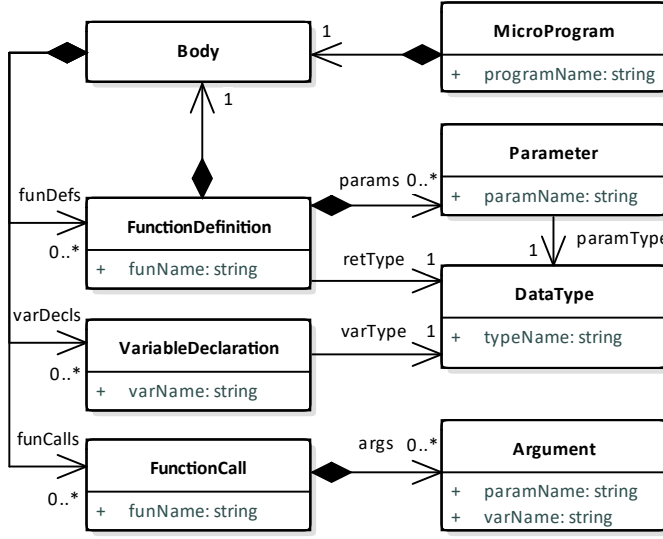 Body
1
MicroProgram
+ programName: string
1
Parameter
+ paramName: string
params 0..*
funDefs
0..*
FunctionDefinition
+ funName: string
1 paramType
retType 1
DataType
+ typeName: string
varDecls
0..*
VariableDeclaration
+ varName: string
varType 1
funCalls
0..*
FunctionCall
+ funName: string
args 0..*
Argument
+ paramName: string
+ varName: string